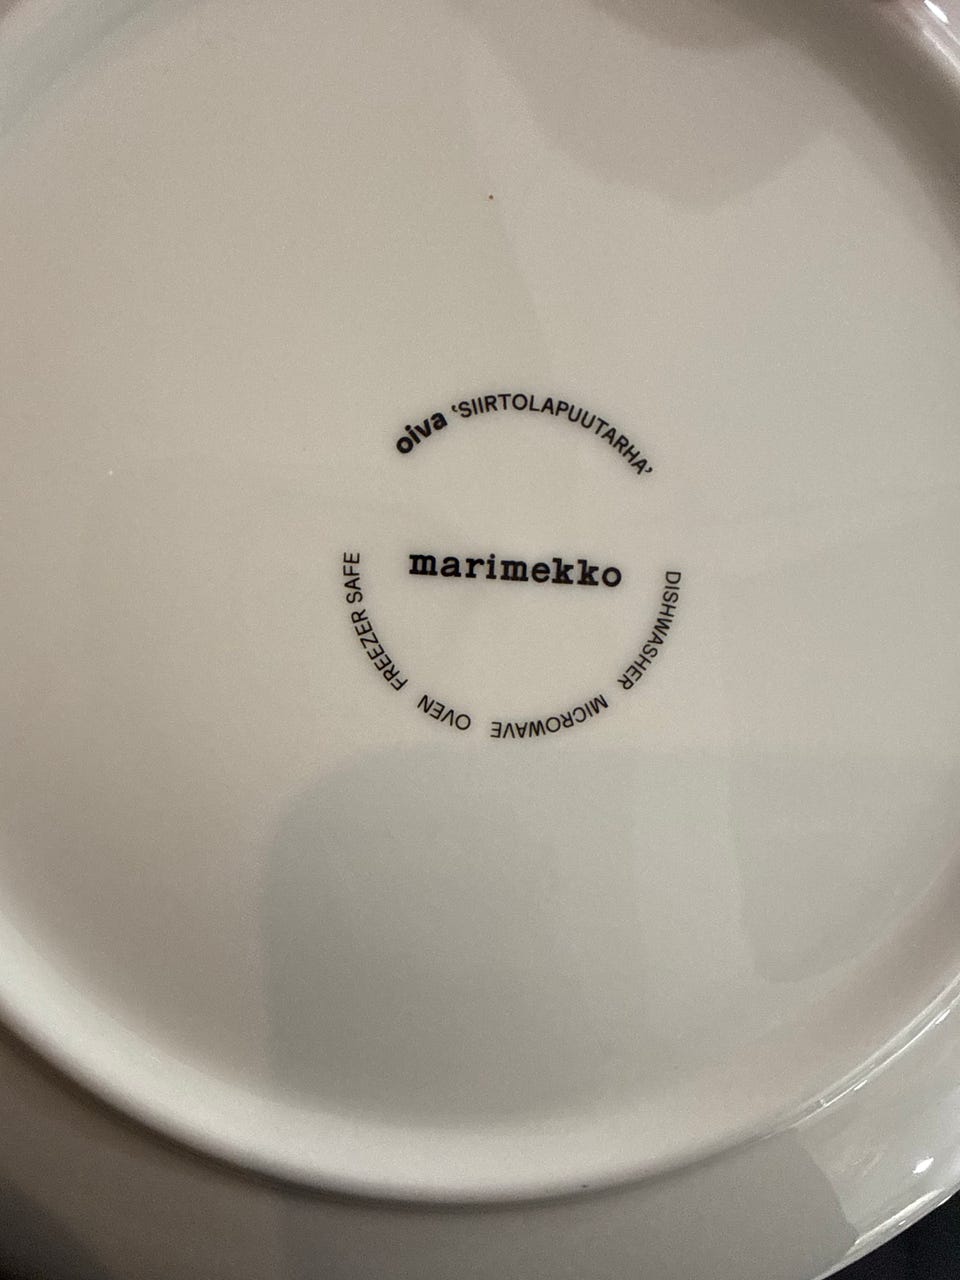 oiva ‘SIIRTOLAPUUTARHA’
marimekko
DISHWASHER MICROWAVE OVEN FREEZER SAFE